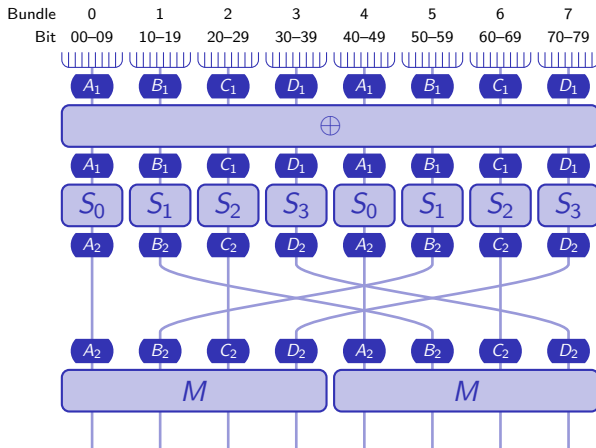 Bundle 0 1 2 3 4 5 6 7
Bit 00–09 10–19 20–29 30–39 40–49 50–59 60–69 70–79
A₁ B₁ C₁ D₁ A₁ B₁ C₁ D₁
⊕
A₁ B₁ C₁ D₁ A₁ B₁ C₁ D₁
S₀ S₁ S₂ S₃ S₀ S₁ S₂ S₃
A₂ B₂ C₂ D₂ A₂ B₂ C₂ D₂
A₂ B₂ C₂ D₂ A₂ B₂ C₂ D₂
M M